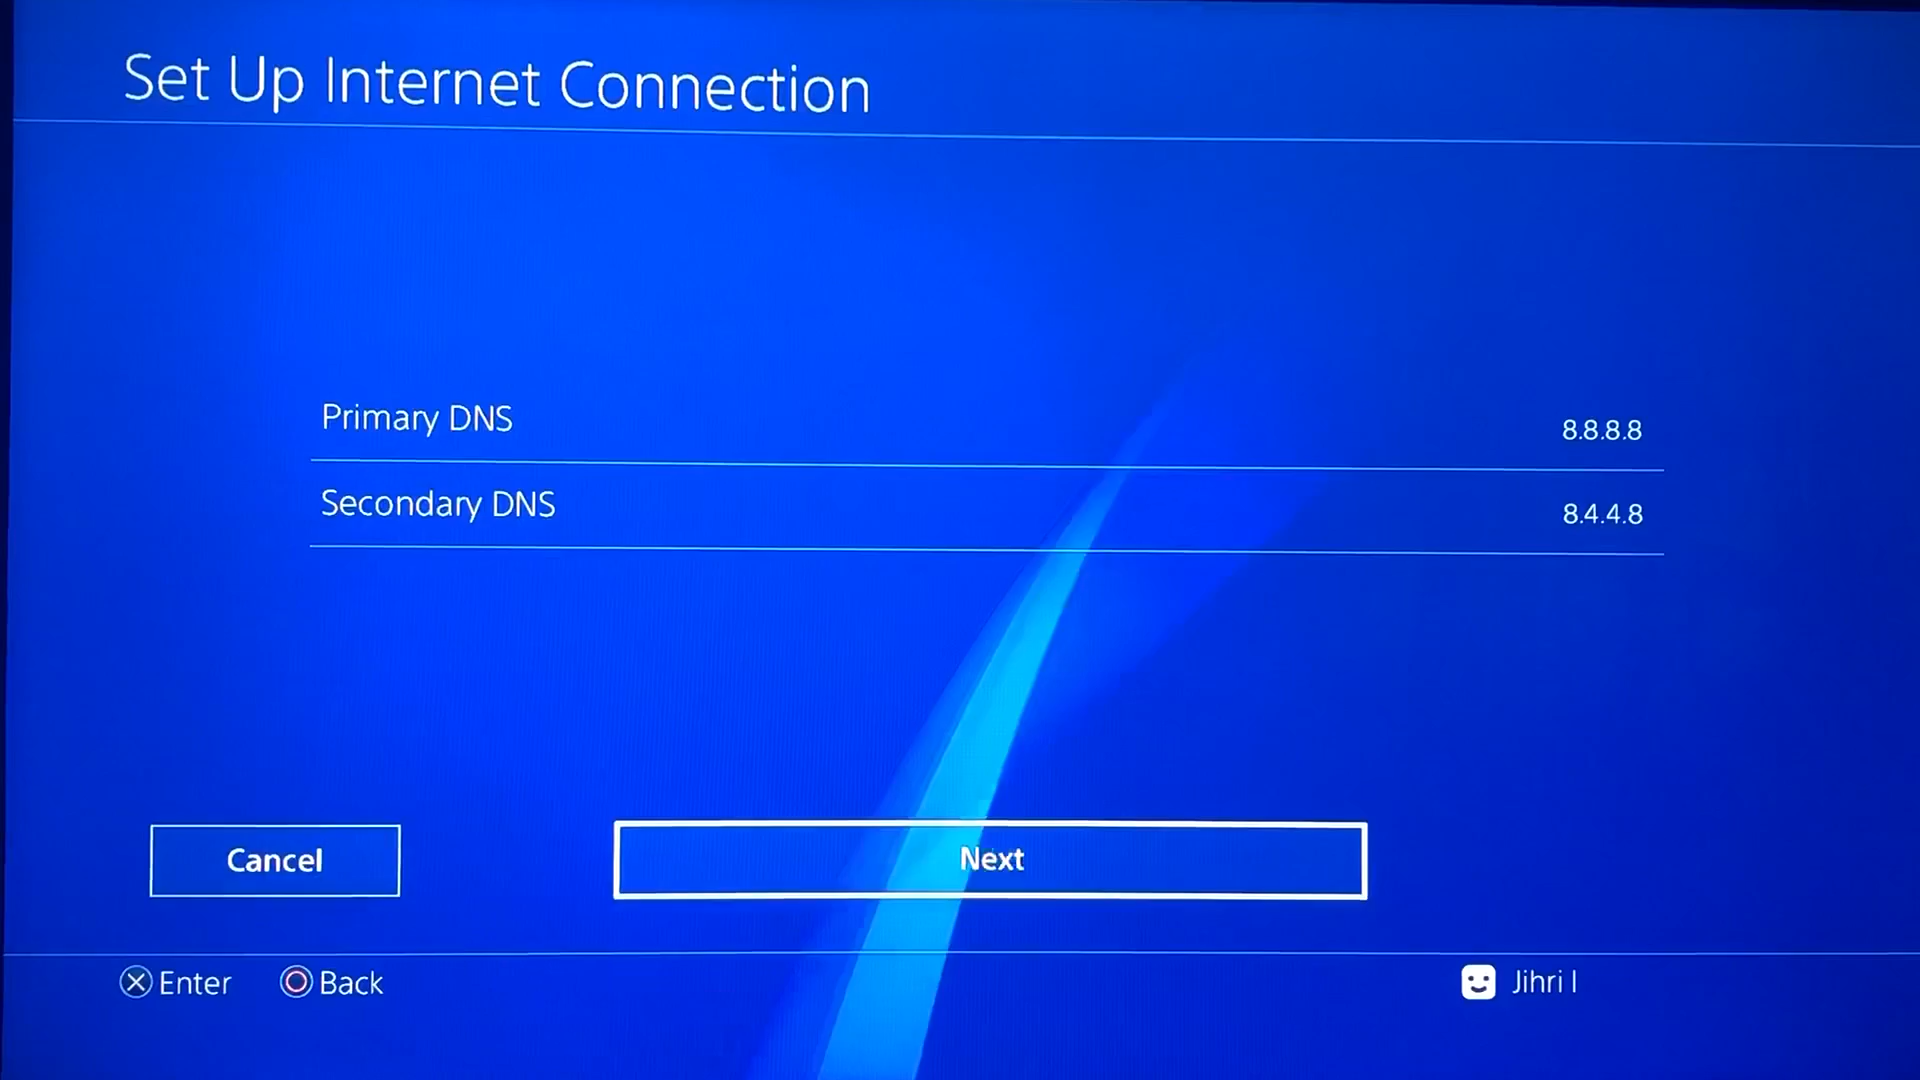 Set Up Internet Connection
Primary DNS 8.8.8.8
Secondary DNS 8.4.4.8
Cancel Next
Enter Back Jihri I